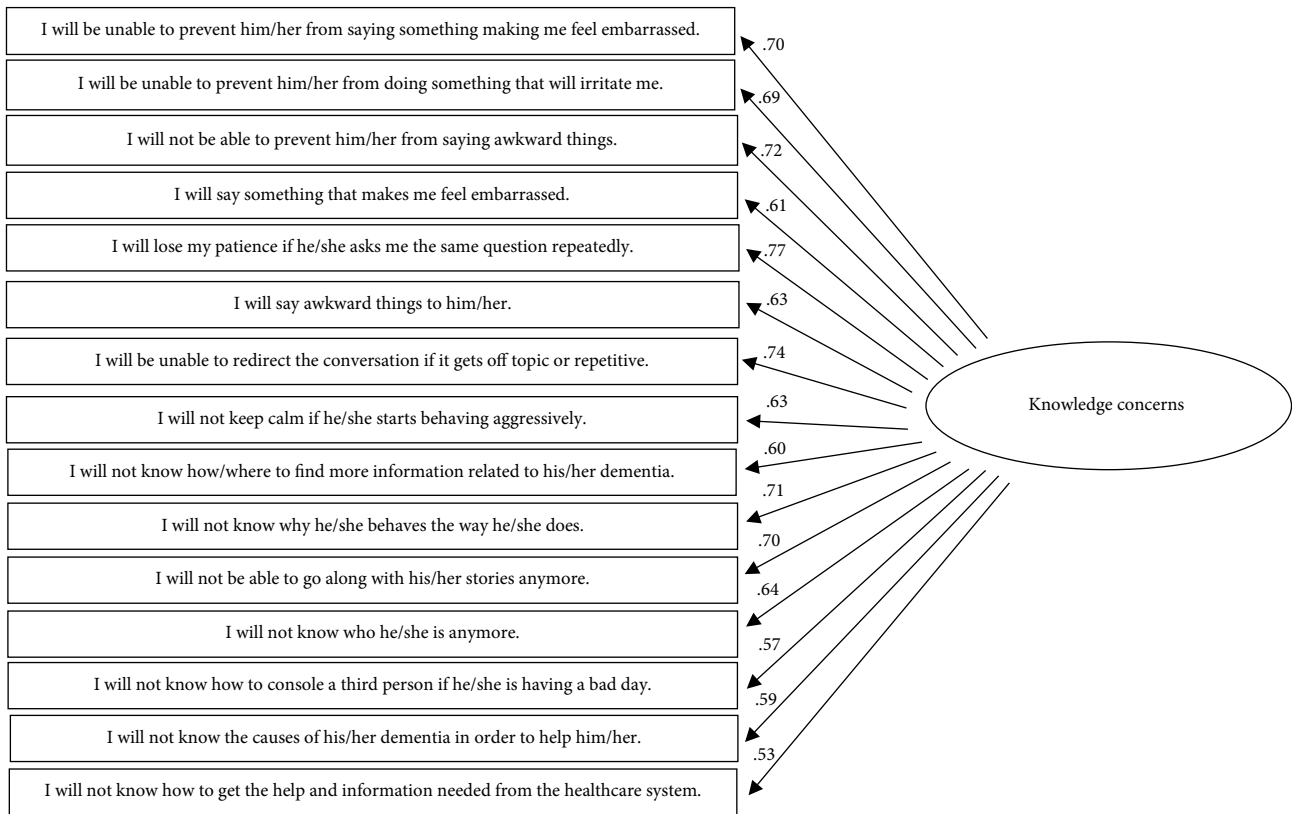 I will be unable to prevent him/her from saying something making me feel embarrassed.
.70
I will be unable to prevent him/her from doing something that will irritate me.
.69
I will not be able to prevent him/her from saying awkward things.
.72
I will say something that makes me feel embarrassed.
.61
I will lose my patience if he/she asks me the same question repeatedly.
.77
I will say awkward things to him/her.
.63
I will be unable to redirect the conversation if it gets off topic or repetitive.
.74
I will not keep calm if he/she starts behaving aggressively.
.63
Knowledge concerns
I will not know how/where to find more information related to his/her dementia.
.60
I will not know why he/she behaves the way he/she does.
.71
I will not be able to go along with his/her stories anymore.
.70
I will not know who he/she is anymore.
.64
I will not know how to console a third person if he/she is having a bad day.
.57
I will not know the causes of his/her dementia in order to help him/her.
.59
I will not know how to get the help and information needed from the healthcare system.
.53